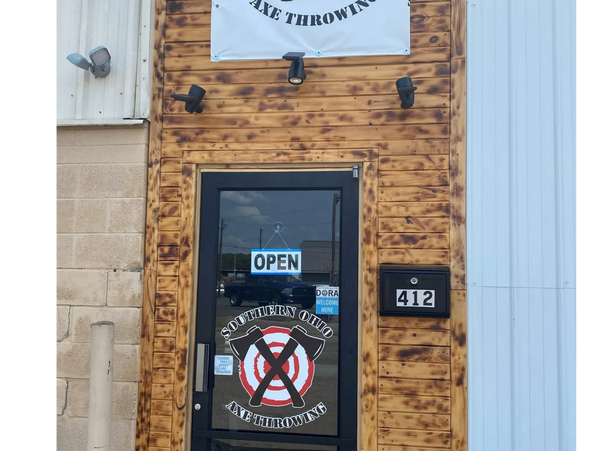 AXE THROWING
OPEN
DORA
WELCOME
HERE
412
SOUTHERN OHIO
AXE THROWING